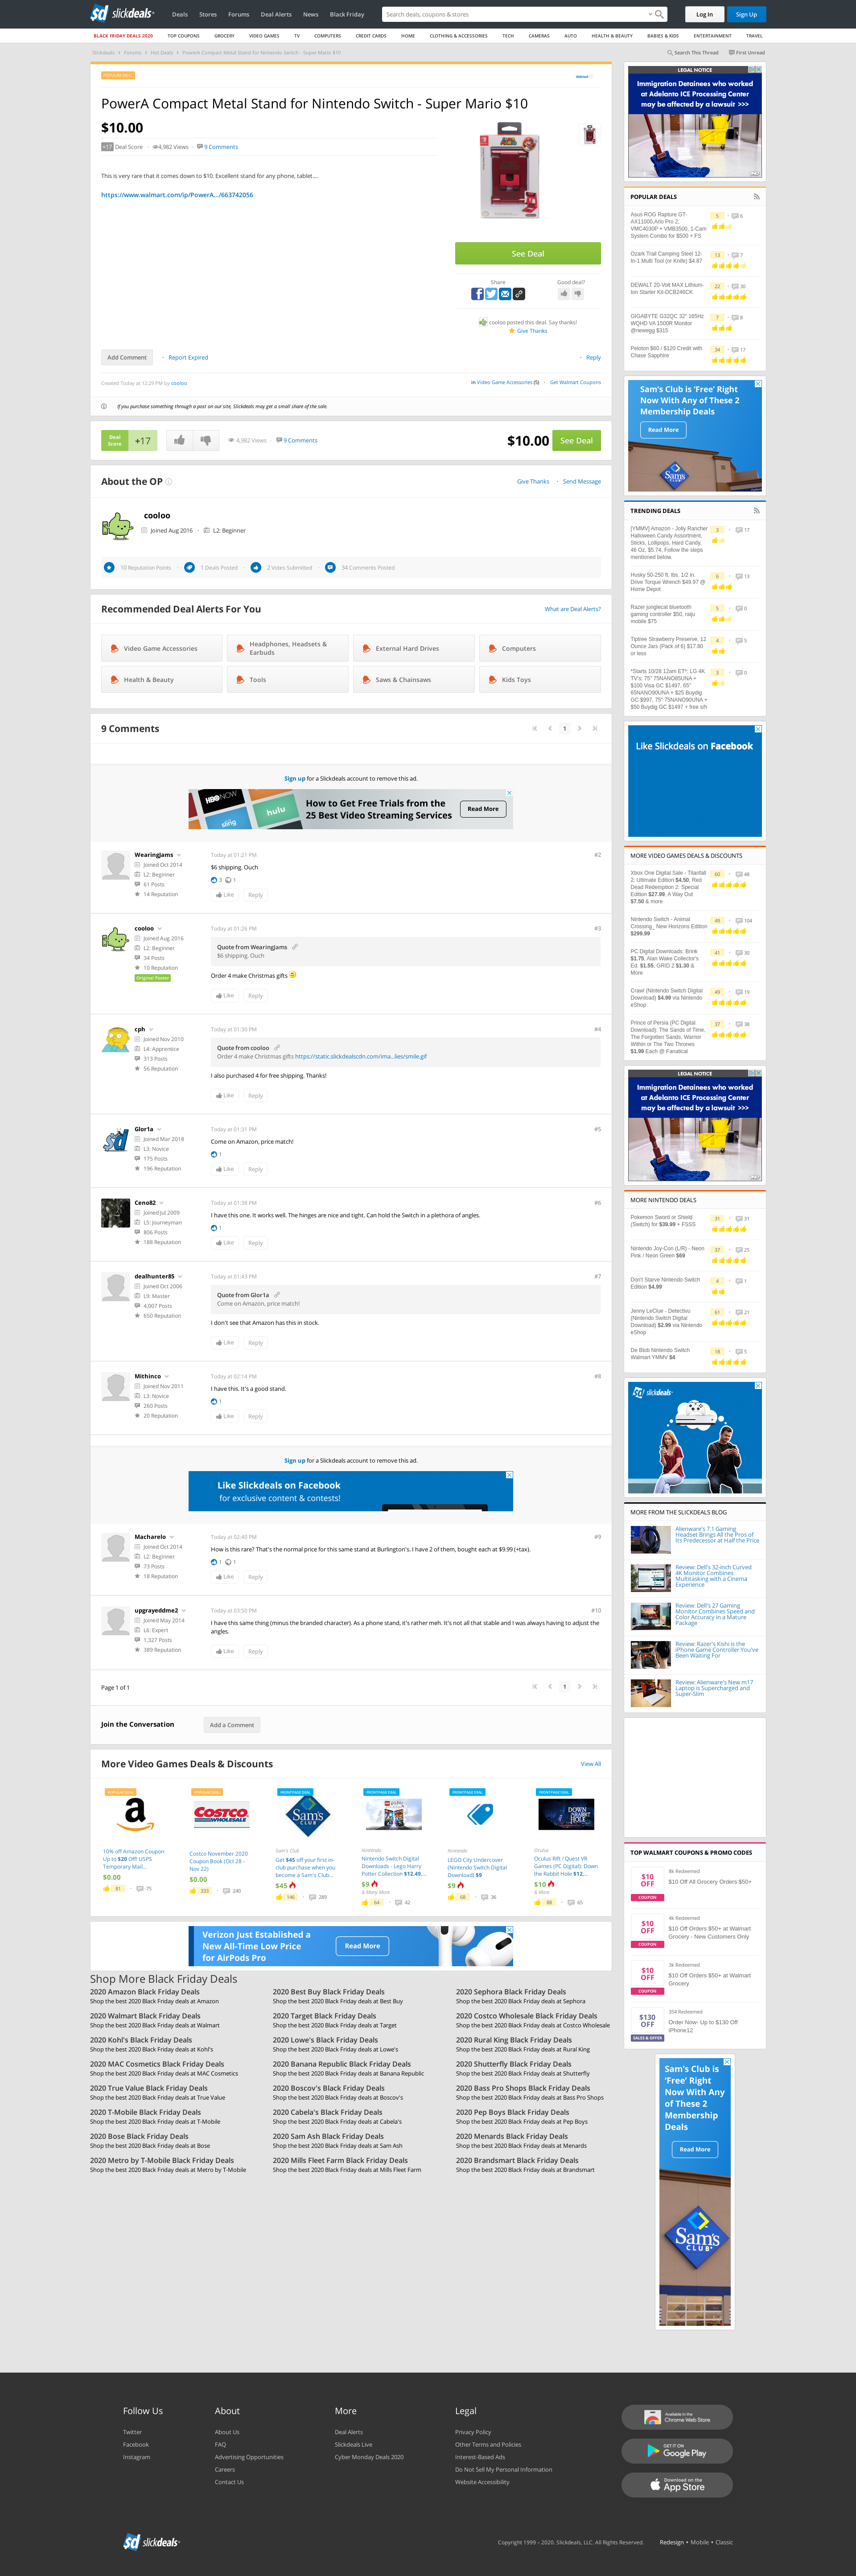 slickdeals
Deals
Stores
Forums
Deal Alerts
News
Black Friday
Search deals, coupons & stores
Log In
Sign Up
BLACK FRIDAY DEALS 2020
TOP COUPONS
GROCERY
VIDEO GAMES
TV
COMPUTERS
CREDIT CARDS
HOME
CLOTHING & ACCESSORIES
TECH
CAMERAS
AUTO
HEALTH & BEAUTY
BABIES & KIDS
ENTERTAINMENT
TRAVEL
Slickdeals › Forums › Hot Deals › PowerA Compact Metal Stand for Nintendo Switch - Super Mario $10
Search This Thread
First Unread
POPULAR DEAL
Walmart
PowerA Compact Metal Stand for Nintendo Switch - Super Mario $10
$10.00
+17 Deal Score
4,982 Views
9 Comments
This is very rare that it comes down to $10. Excellent stand for any phone, tablet....
https://www.walmart.com/ip/PowerA.../663742056
See Deal
Share
Good deal?
cooloo posted this deal. Say thanks!
Give Thanks
Add Comment
Report Expired
Reply
Created Today at 12:29 PM by cooloo
in Video Game Accessories (5)
Get Walmart Coupons
If you purchase something through a post on our site, Slickdeals may get a small share of the sale.
Deal Score +17
4,982 Views
9 Comments
$10.00 See Deal
About the OP
Give Thanks
Send Message
cooloo
Joined Aug 2016
L2: Beginner
10 Reputation Points
1 Deals Posted
2 Votes Submitted
34 Comments Posted
Recommended Deal Alerts For You
What are Deal Alerts?
Video Game Accessories
Headphones, Headsets & Earbuds
External Hard Drives
Computers
Health & Beauty
Tools
Saws & Chainsaws
Kids Toys
9 Comments
1
Sign up for a Slickdeals account to remove this ad.
HBO NOW
hulu
How to Get Free Trials from the
25 Best Video Streaming Services
Read More
WearingJams
Joined Oct 2014
L2: Beginner
61 Posts
14 Reputation
Today at 01:21 PM
#2
$6 shipping. Ouch
3 1
Like Reply
cooloo
Joined Aug 2016
L2: Beginner
34 Posts
10 Reputation
Original Poster
Today at 01:26 PM
#3
Quote from WearingJams
$6 shipping. Ouch
Order 4 make Christmas gifts
Like Reply
cph
Joined Nov 2010
L4: Apprentice
313 Posts
56 Reputation
Today at 01:30 PM
#4
Quote from cooloo
Order 4 make Christmas gifts https://static.slickdealscdn.com/ima...lies/smile.gif
I also purchased 4 for free shipping. Thanks!
Like Reply
Glor1a
Joined Mar 2018
L3: Novice
175 Posts
196 Reputation
Today at 01:31 PM
#5
Come on Amazon, price match!
1
Like Reply
Ceno82
Joined Jul 2009
L5: Journeyman
806 Posts
188 Reputation
Today at 01:38 PM
#6
I have this one. It works well. The hinges are nice and tight. Can hold the Switch in a plethora of angles.
1
Like Reply
dealhunter85
Joined Oct 2006
L9: Master
4,007 Posts
650 Reputation
Today at 01:43 PM
#7
Quote from Glor1a
Come on Amazon, price match!
I don't see that Amazon has this in stock.
Like Reply
Mithinco
Joined Nov 2011
L3: Novice
260 Posts
20 Reputation
Today at 02:14 PM
#8
I have this. It's a good stand.
1
Like Reply
Sign up for a Slickdeals account to remove this ad.
Like Slickdeals on Facebook
for exclusive content & contests!
Macharelo
Joined Oct 2014
L2: Beginner
73 Posts
18 Reputation
Today at 02:40 PM
#9
How is this rare? That's the normal price for this same stand at Burlington's. I have 2 of them, bought each at $9.99 (+tax).
1 1
Like Reply
upgrayeddme2
Joined May 2014
L6: Expert
1,327 Posts
389 Reputation
Today at 03:50 PM
#10
I have this same thing (minus the branded character). As a phone stand, it's rather meh. It's not all that stable and I was always having to adjust the angles.
Like Reply
Page 1 of 1
1
Join the Conversation
Add a Comment
More Video Games Deals & Discounts
View All
POPULAR DEAL
10% off Amazon Coupon Up to $20 Off! USPS Temporary Mail...
$0.00
81 75
POPULAR DEAL
COSTCO WHOLESALE
Costco November 2020 Coupon Book (Oct 28 - Nov 22)
$0.00
333 240
FRONTPAGE DEAL
Sam's Club
Get $45 off your first in-club purchase when you become a Sam's Club...
$45
146 289
FRONTPAGE DEAL
Nintendo
Nintendo Switch Digital Downloads - Lego Harry Potter Collection $12.49,...
$9
& Many More
64 42
FRONTPAGE DEAL
Nintendo
LEGO City Undercover (Nintendo Switch Digital Download) $9
$9
68 36
FRONTPAGE DEAL
DOWN THE RABBIT HOLE
Oculus
Oculus Rift / Quest VR Games (PC Digital): Down the Rabbit Hole $12,...
$10
& More
88 65
Verizon Just Established a
New All-Time Low Price
for AirPods Pro
Read More
Shop More Black Friday Deals
2020 Amazon Black Friday Deals
Shop the best 2020 Black Friday deals at Amazon
2020 Best Buy Black Friday Deals
Shop the best 2020 Black Friday deals at Best Buy
2020 Sephora Black Friday Deals
Shop the best 2020 Black Friday deals at Sephora
2020 Walmart Black Friday Deals
Shop the best 2020 Black Friday deals at Walmart
2020 Target Black Friday Deals
Shop the best 2020 Black Friday deals at Target
2020 Costco Wholesale Black Friday Deals
Shop the best 2020 Black Friday deals at Costco Wholesale
2020 Kohl's Black Friday Deals
Shop the best 2020 Black Friday deals at Kohl's
2020 Lowe's Black Friday Deals
Shop the best 2020 Black Friday deals at Lowe's
2020 Rural King Black Friday Deals
Shop the best 2020 Black Friday deals at Rural King
2020 MAC Cosmetics Black Friday Deals
Shop the best 2020 Black Friday deals at MAC Cosmetics
2020 Banana Republic Black Friday Deals
Shop the best 2020 Black Friday deals at Banana Republic
2020 Shutterfly Black Friday Deals
Shop the best 2020 Black Friday deals at Shutterfly
2020 True Value Black Friday Deals
Shop the best 2020 Black Friday deals at True Value
2020 Boscov's Black Friday Deals
Shop the best 2020 Black Friday deals at Boscov's
2020 Bass Pro Shops Black Friday Deals
Shop the best 2020 Black Friday deals at Bass Pro Shops
2020 T-Mobile Black Friday Deals
Shop the best 2020 Black Friday deals at T-Mobile
2020 Cabela's Black Friday Deals
Shop the best 2020 Black Friday deals at Cabela's
2020 Pep Boys Black Friday Deals
Shop the best 2020 Black Friday deals at Pep Boys
2020 Bose Black Friday Deals
Shop the best 2020 Black Friday deals at Bose
2020 Sam Ash Black Friday Deals
Shop the best 2020 Black Friday deals at Sam Ash
2020 Menards Black Friday Deals
Shop the best 2020 Black Friday deals at Menards
2020 Metro by T-Mobile Black Friday Deals
Shop the best 2020 Black Friday deals at Metro by T-Mobile
2020 Mills Fleet Farm Black Friday Deals
Shop the best 2020 Black Friday deals at Mills Fleet Farm
2020 Brandsmart Black Friday Deals
Shop the best 2020 Black Friday deals at Brandsmart
LEGAL NOTICE
Immigration Detainees who worked
at Adelanto ICE Processing Center
may be affected by a lawsuit >>>
POPULAR DEALS
Asus ROG Rapture GT-AX11000,Arlo Pro 2, VMC4030P + VMB3500, 1-Cam System Combo for $500 + FS
5 6
Ozark Trail Camping Steel 12-In-1 Multi Tool (or Knife) $4.87
13 7
DEWALT 20-Volt MAX Lithium-Ion Starter Kit-DCB246CK
22 30
GIGABYTE G32QC 32" 165Hz WQHD VA 1500R Monitor @newegg $315
7 8
Peloton $60 / $120 Credit with Chase Sapphire
34 17
Sam's Club is 'Free' Right
Now With Any of These 2
Membership Deals
Read More
TRENDING DEALS
[YMMV] Amazon - Jolly Rancher Halloween Candy Assortment, Sticks, Lollipops, Hard Candy, 46 Oz, $5.74. Follow the steps mentioned below.
3 17
Husky 50-250 ft. lbs. 1/2 in. Drive Torque Wrench $49.97 @ Home Depot
6 13
Razer junglecat bluetooth gaming controller $50, raiju mobile $75
5 0
Tiptree Strawberry Preserve, 12 Ounce Jars (Pack of 6) $17.80 or less
4 5
*Starts 10/28 12am ET*: LG 4K TV's: 75" 75NANO85UNA + $100 Visa GC $1497, 65" 65NANO90UNA + $25 Buydig GC $997, 75" 75NANO90UNA + $50 Buydig GC $1497 + free s/h
3 0
Like Slickdeals on Facebook
MORE VIDEO GAMES DEALS & DISCOUNTS
Xbox One Digital Sale - Titanfall 2: Ultimate Edition $4.50, Red Dead Redemption 2: Special Edition $27.99, A Way Out $7.50 & more
60 48
Nintendo Switch - Animal Crossing_ New Horizons Edition $299.99
49 104
PC Digital Downloads: Brink $1.75, Alan Wake Collector's Ed. $1.55, GRID 2 $1.30 & More
41 30
Crawl (Nintendo Switch Digital Download) $4.99 via Nintendo eShop
49 19
Prince of Persia (PC Digital Download): The Sands of Time, The Forgotten Sands, Warrior Within or The Two Thrones $1.99 Each @ Fanatical
37 38
LEGAL NOTICE
Immigration Detainees who worked
at Adelanto ICE Processing Center
may be affected by a lawsuit >>>
MORE NINTENDO DEALS
Pokemon Sword or Shield (Switch) for $39.99 + FSSS
31 31
Nintendo Joy-Con (L/R) - Neon Pink / Neon Green $69
37 25
Don't Starve Nintendo Switch Edition $4.99
4 1
Jenny LeClue - Detectivu (Nintendo Switch Digital Download) $2.99 via Nintendo eShop
61 21
De Blob Nintendo Switch Walmart YMMV $4
18 5
slickdeals
MORE FROM THE SLICKDEALS BLOG
Alienware's 7.1 Gaming Headset Brings All the Pros of Its Predecessor at Half the Price
Review: Dell's 32-inch Curved 4K Monitor Combines Multitasking with a Cinema Experience
Review: Dell's 27 Gaming Monitor Combines Speed and Color Accuracy in a Mature Package
Review: Razer's Kishi is the iPhone Game Controller You've Been Waiting For
Review: Alienware's New m17 Laptop is Supercharged and Super-Slim
TOP WALMART COUPONS & PROMO CODES
$10 OFF
COUPON
8k Redeemed
$10 Off All Grocery Orders $50+
$10 OFF
COUPON
4k Redeemed
$10 Off Orders $50+ at Walmart Grocery - New Customers Only
$10 OFF
COUPON
3k Redeemed
$10 Off Orders $50+ at Walmart Grocery
$130 OFF
SALES & OFFER
354 Redeemed
Order Now- Up to $130 Off iPhone12
Sam's Club is
'Free' Right
Now With Any
of These 2
Membership
Deals
Read More
Sam's
CLUB
Follow Us
Twitter
Facebook
Instagram
About
About Us
FAQ
Advertising Opportunities
Careers
Contact Us
More
Deal Alerts
Slickdeals Live
Cyber Monday Deals 2020
Legal
Privacy Policy
Other Terms and Policies
Interest-Based Ads
Do Not Sell My Personal Information
Website Accessibility
Available in the
Chrome Web Store
GET IT ON
Google Play
Download on the
App Store
slickdeals
Copyright 1999 - 2020. Slickdeals, LLC. All Rights Reserved.
Redesign • Mobile • Classic